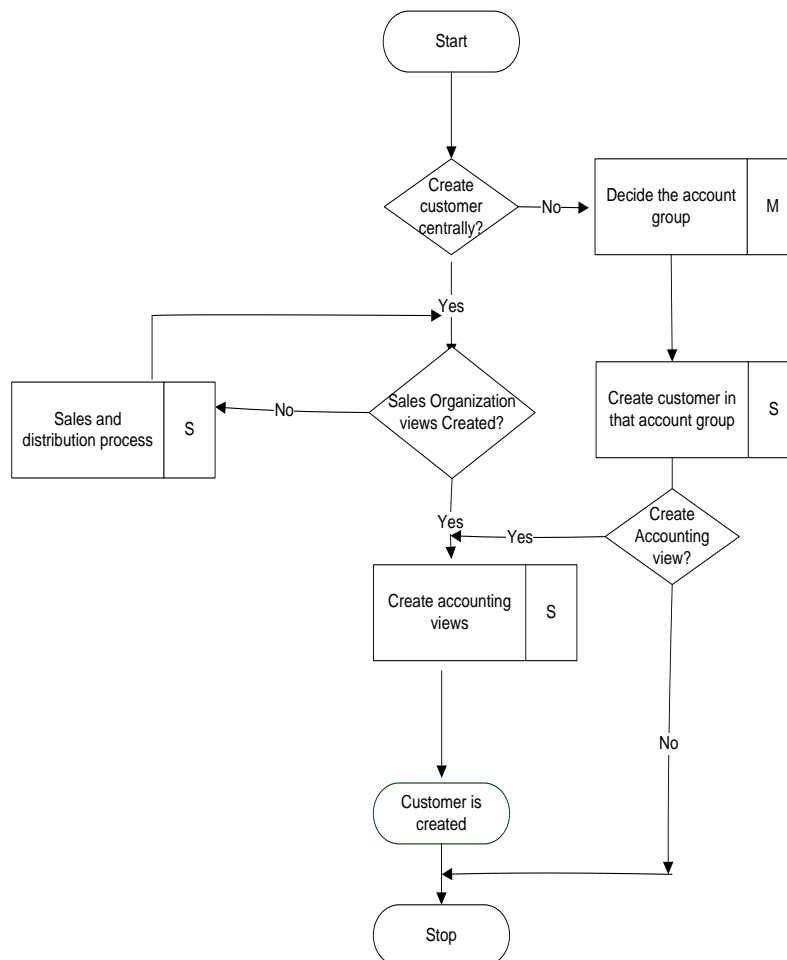 Start
Create
customer
centrally?
No
Decide the account
group
M
Yes
Sales Organization
views Created?
No
Sales and
distribution process
S
Create customer in
that account group
S
Yes
Create
Accounting
view?
Yes
Create accounting
views
S
No
Customer is
created
Stop